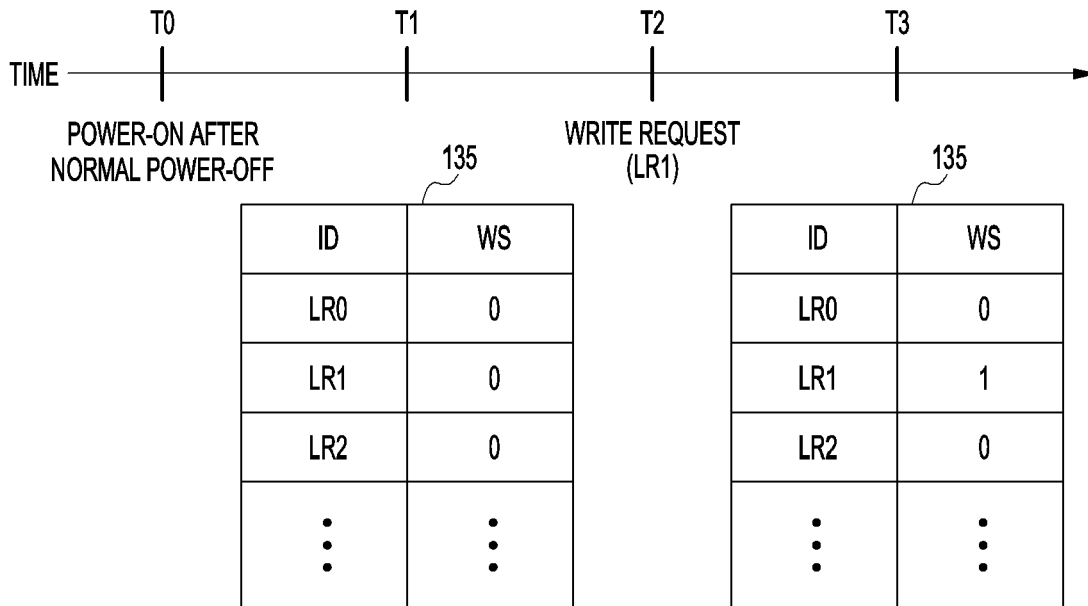 T0 T1 T2 T3
TIME
POWER-ON AFTER
NORMAL POWER-OFF
WRITE REQUEST
(LR1)
135
ID WS
LR0 0
LR1 0
LR2 0
135
ID WS
LR0 0
LR1 1
LR2 0